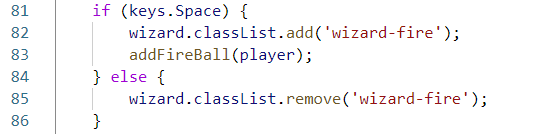 81 if (keys.Space) {
82 wizard.classList.add('wizard-fire');
83 addFireBall(player);
84 } else {
85 wizard.classList.remove('wizard-fire');
86 }